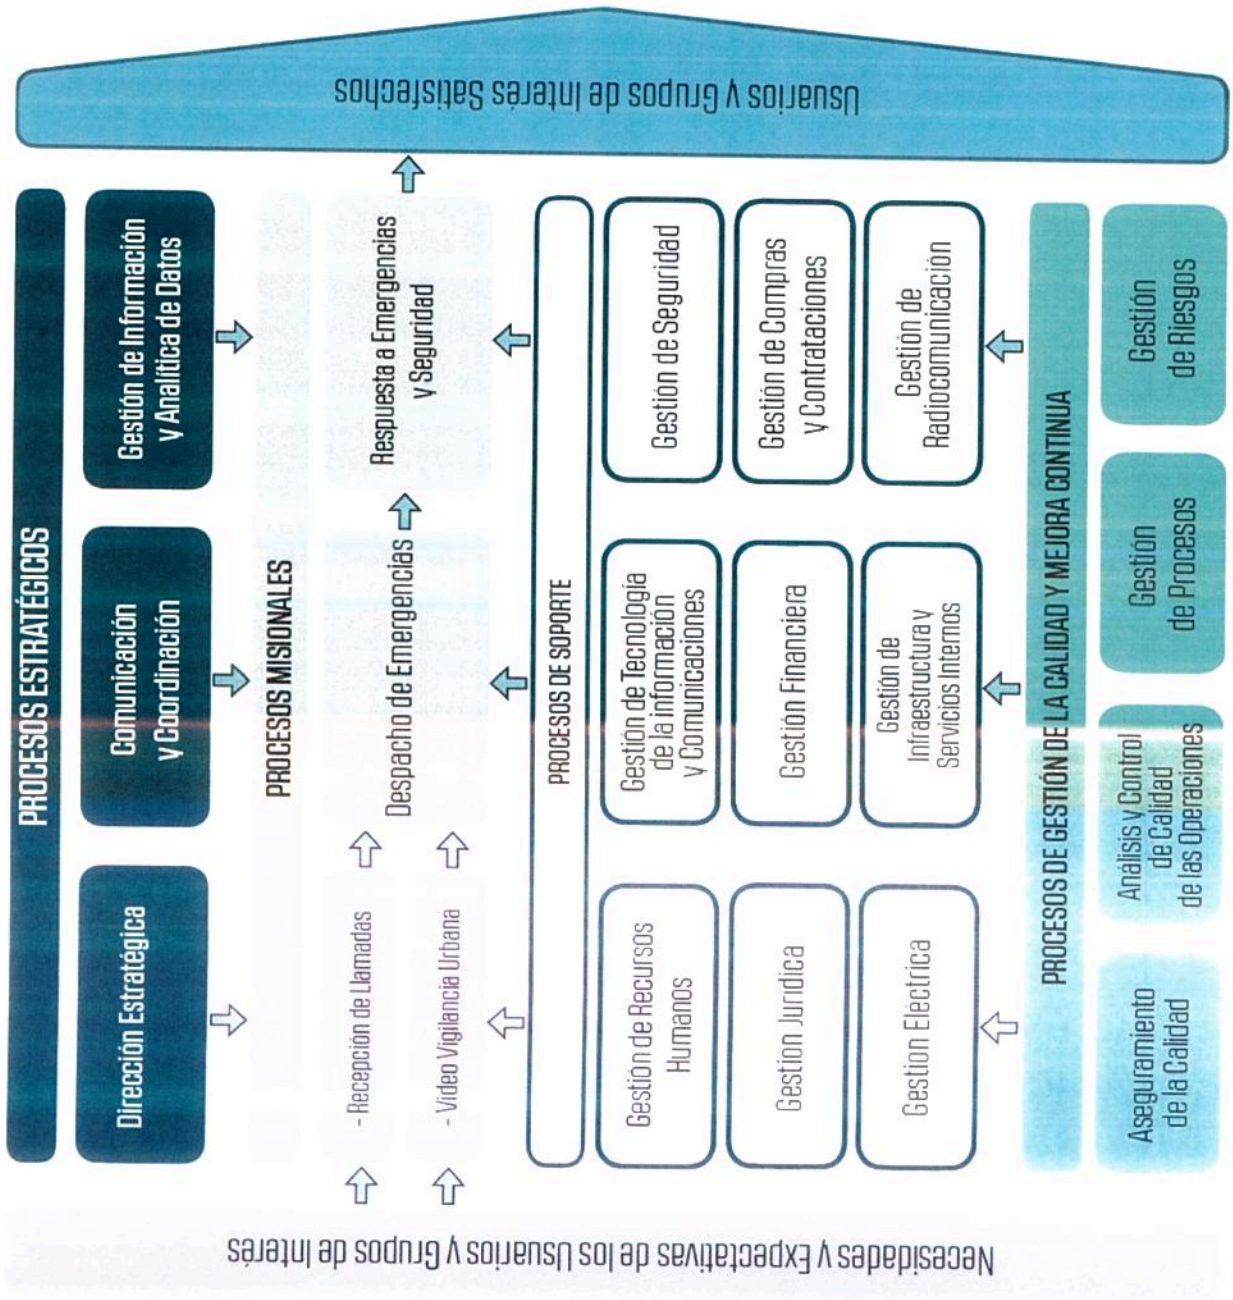 PROCESOS ESTRATÉGICOS
Dirección Estratégica
Comunicación
y Coordinación
Gestión de Información
y Analítica de Datos
PROCESOS MISIONALES
- Recepción de Llamadas
- Video Vigilancia Urbana
Despacho de Emergencias
Respuesta a Emergencias
y Seguridad
PROCESOS DE SOPORTE
Gestión de Recursos
Humanos
Gestión de Tecnología
de la información
y Comunicaciones
Gestión de Seguridad
Gestión Jurídica
Gestión Financiera
Gestión de Compras
y Contrataciones
Gestión Eléctrica
Gestión de
Infraestructura y
Servicios Internos
Gestión de
Radiocomunicación
PROCESOS DE GESTIÓN DE LA CALIDAD Y MEJORA CONTINUA
Aseguramiento
de la Calidad
Análisis y Control
de Calidad
de las Operaciones
Gestión
de Procesos
Gestión
de Riesgos
Necesidades y Expectativas de los Usuarios y Grupos de Interés
Usuarios y Grupos de Interés Satisfechos